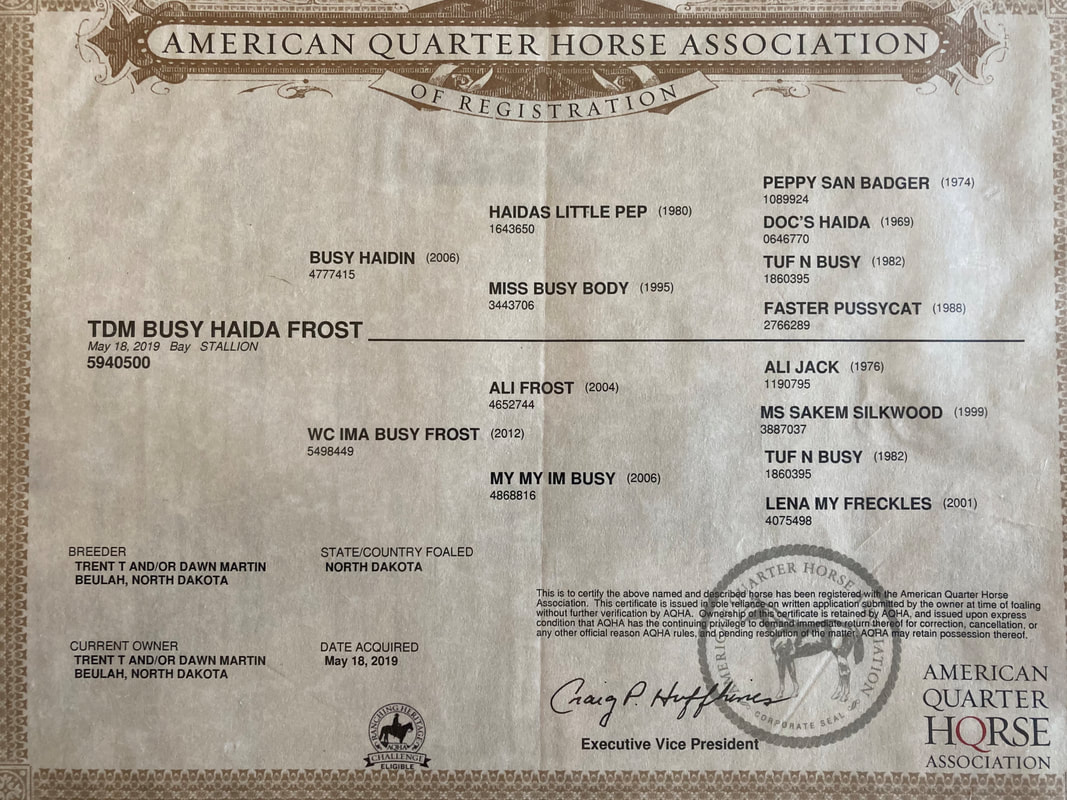 AMERICAN QUARTER HORSE ASSOCIATION
OF REGISTRATION
PEPPY SAN BADGER (1974)
1089924
HAIDAS LITTLE PEP (1980)
1643650
DOC'S HAIDA (1969)
0646770
BUSY HAIDIN (2006)
4777415
TUF N BUSY (1982)
1860395
MISS BUSY BODY (1995)
3443706
FASTER PUSSYCAT (1988)
2766289
TDM BUSY HAIDA FROST
May 18, 2019 Bay STALLION
5940500
ALI JACK (1976)
1190795
ALI FROST (2004)
4652744
MS SAKEM SILKWOOD (1999)
3887037
WC IMA BUSY FROST (2012)
5498449
TUF N BUSY (1982)
1860395
MY MY IM BUSY (2006)
4868816
LENA MY FRECKLES (2001)
4075498
BREEDER
TRENT T AND/OR DAWN MARTIN
BEULAH, NORTH DAKOTA
STATE/COUNTRY FOALED
NORTH DAKOTA
CURRENT OWNER
TRENT T AND/OR DAWN MARTIN
BEULAH, NORTH DAKOTA
DATE ACQUIRED
May 18, 2019
This is to certify the above named and described horse has been registered with the American Quarter Horse
Association. This certificate is issued in sole reliance on written application submitted by the owner at time of foaling
without further verification by AQHA. Ownership of this certificate is retained by AQHA, and issued upon express
condition that AQHA has the continuing privilege to demand immediate return thereof for correction, cancellation, or
any other official reason AQHA rules, and pending resolution of the matter, AQHA may retain possession thereof.
Craig P. Huffhines
Executive Vice President
CORPORATE SEAL
RANCHING HERITAGE
AQHA
CHALLENGE
ELIGIBLE
AMERICAN
QUARTER
HORSE
ASSOCIATION